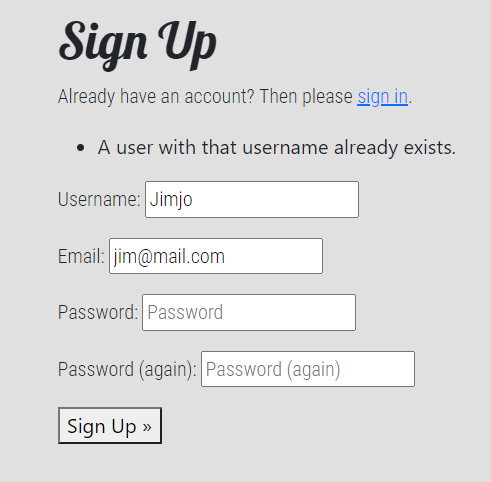 Sign Up
Already have an account? Then please sign in.
• A user with that username already exists.
Username: Jimjo
Email: jim@mail.com
Password: Password
Password (again): Password (again)
Sign Up »